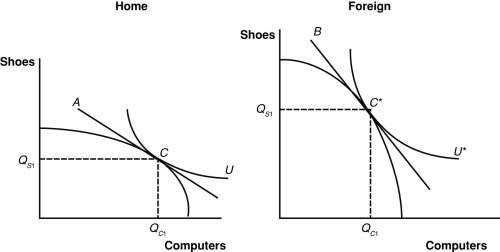 Home
Foreign
Shoes
A
C
U
Q_S1
Q_C1
Computers
Shoes
B
C*
U*
Q_S1
Q_C1
Computers